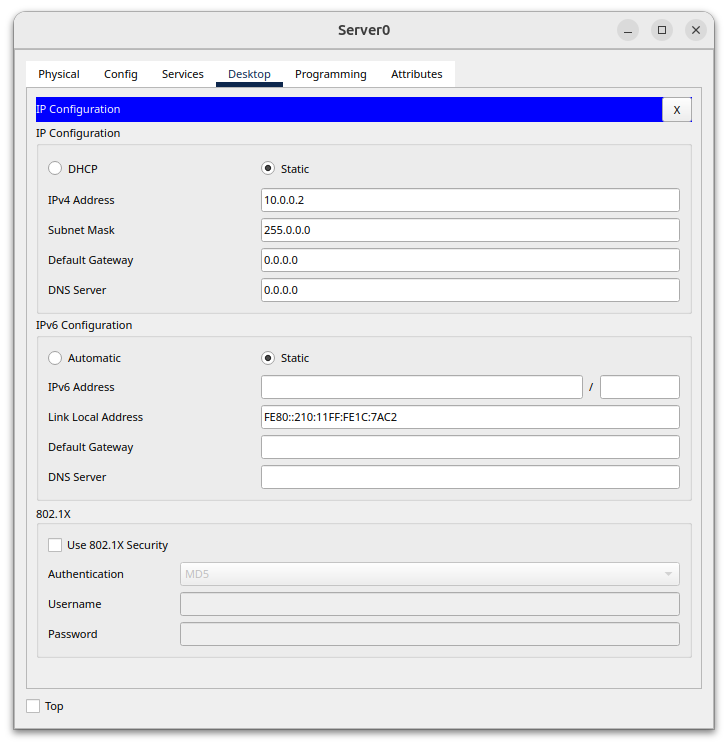 Server0
Physical Config Services Desktop Programming Attributes
IP Configuration X
IP Configuration
DHCP Static
IPv4 Address 10.0.0.2
Subnet Mask 255.0.0.0
Default Gateway 0.0.0.0
DNS Server 0.0.0.0
IPv6 Configuration
Automatic Static
IPv6 Address /
Link Local Address FE80::210:11FF:FE1C:7AC2
Default Gateway
DNS Server
802.1X
Use 802.1X Security
Authentication MD5
Username
Password
Top